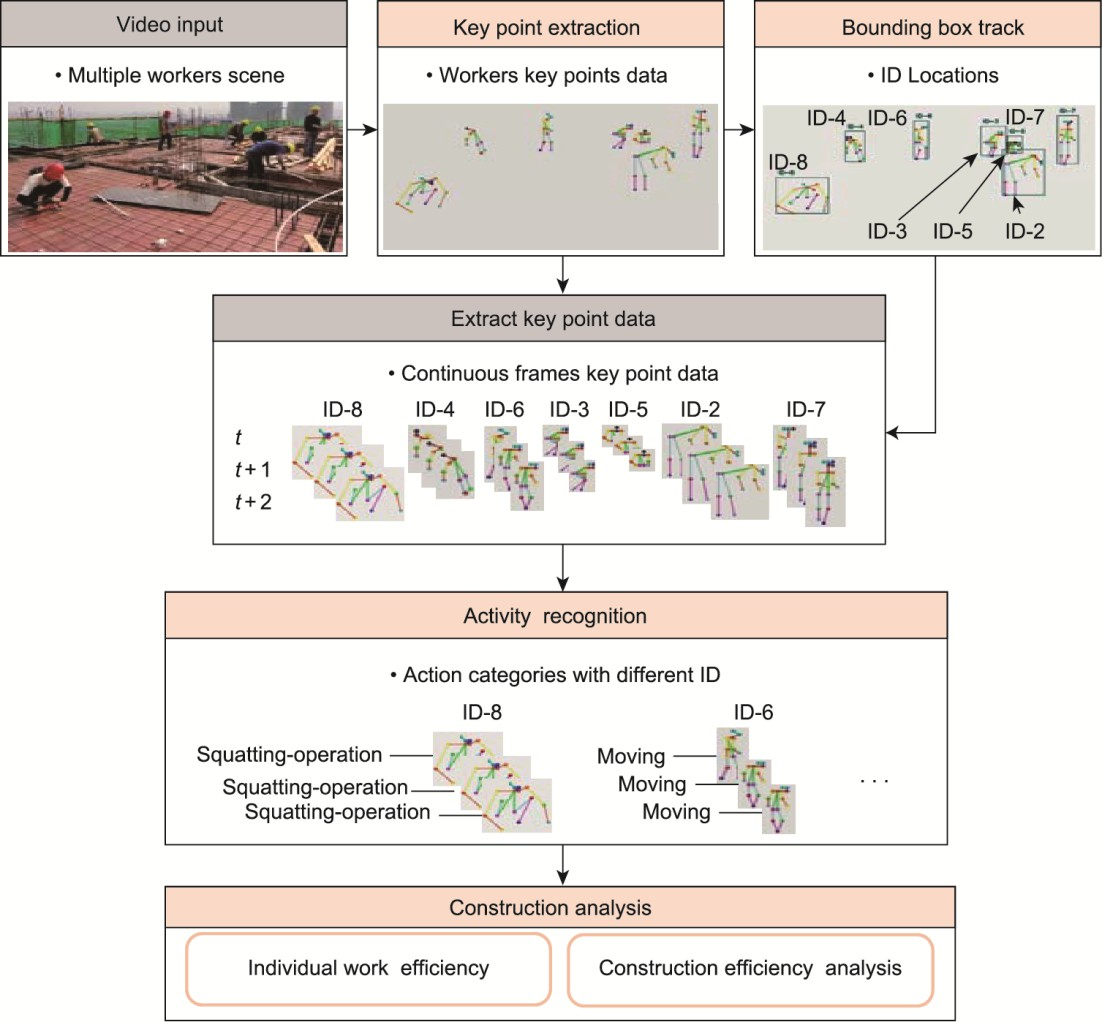 Video input
• Multiple workers scene
Key point extraction
• Workers key points data
Bounding box track
• ID Locations
ID-4
ID-6
ID-7
ID-8
ID-3
ID-5
ID-2
Extract key point data
• Continuous frames key point data
ID-8
ID-4
ID-6
ID-3
ID-5
ID-2
ID-7
t
t + 1
t + 2
Activity recognition
• Action categories with different ID
ID-8
ID-6
Squatting-operation
Squatting-operation
Squatting-operation
Moving
Moving
Moving
...
Construction analysis
Individual work efficiency
Construction efficiency analysis